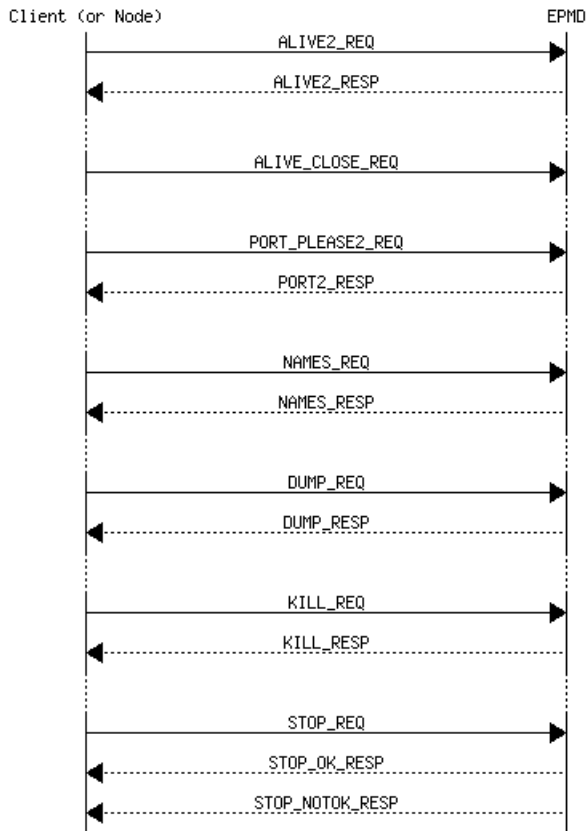 Client (or Node) EPMD
ALIVE2_REQ
ALIVE2_RESP
ALIVE_CLOSE_REQ
PORT_PLEASE2_REQ
PORT2_RESP
NAMES_REQ
NAMES_RESP
DUMP_REQ
DUMP_RESP
KILL_REQ
KILL_RESP
STOP_REQ
STOP_OK_RESP
STOP_NOTOK_RESP